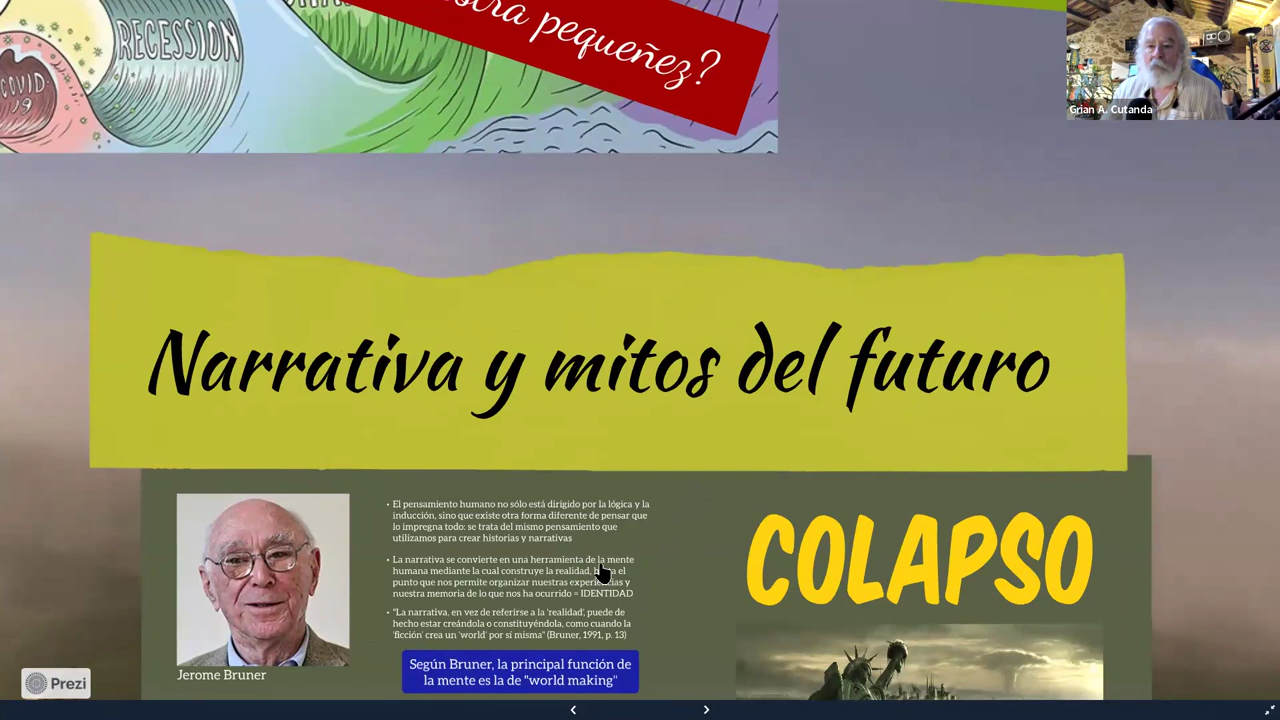 stra pequeñez?
RECESSION
COVID
19
Grian A. Cutanda
Narrativa y mitos del futuro
• El pensamiento humano no sólo está dirigido por la lógica y la
inducción, sino que existe otra forma diferente de pensar que
lo impregna todo: se trata del mismo pensamiento que
utilizamos para crear historias y narrativas
• La narrativa se convierte en una herramienta de la mente
humana mediante la cual construye la realidad, el
punto que nos permite organizar nuestras y
nuestra memoria de lo que nos ha ocurrido = IDENTIDAD
• "La narrativa, en vez de referirse a la 'realidad', puede de
hecho estar creándola o constituyéndola, como cuando la
'ficción' crea un 'world' por sí misma" (Bruner, 1991, p. 13)
Según Bruner, la principal función de
la mente es la de "world making"
Jerome Bruner
COLAPSO
Prezi